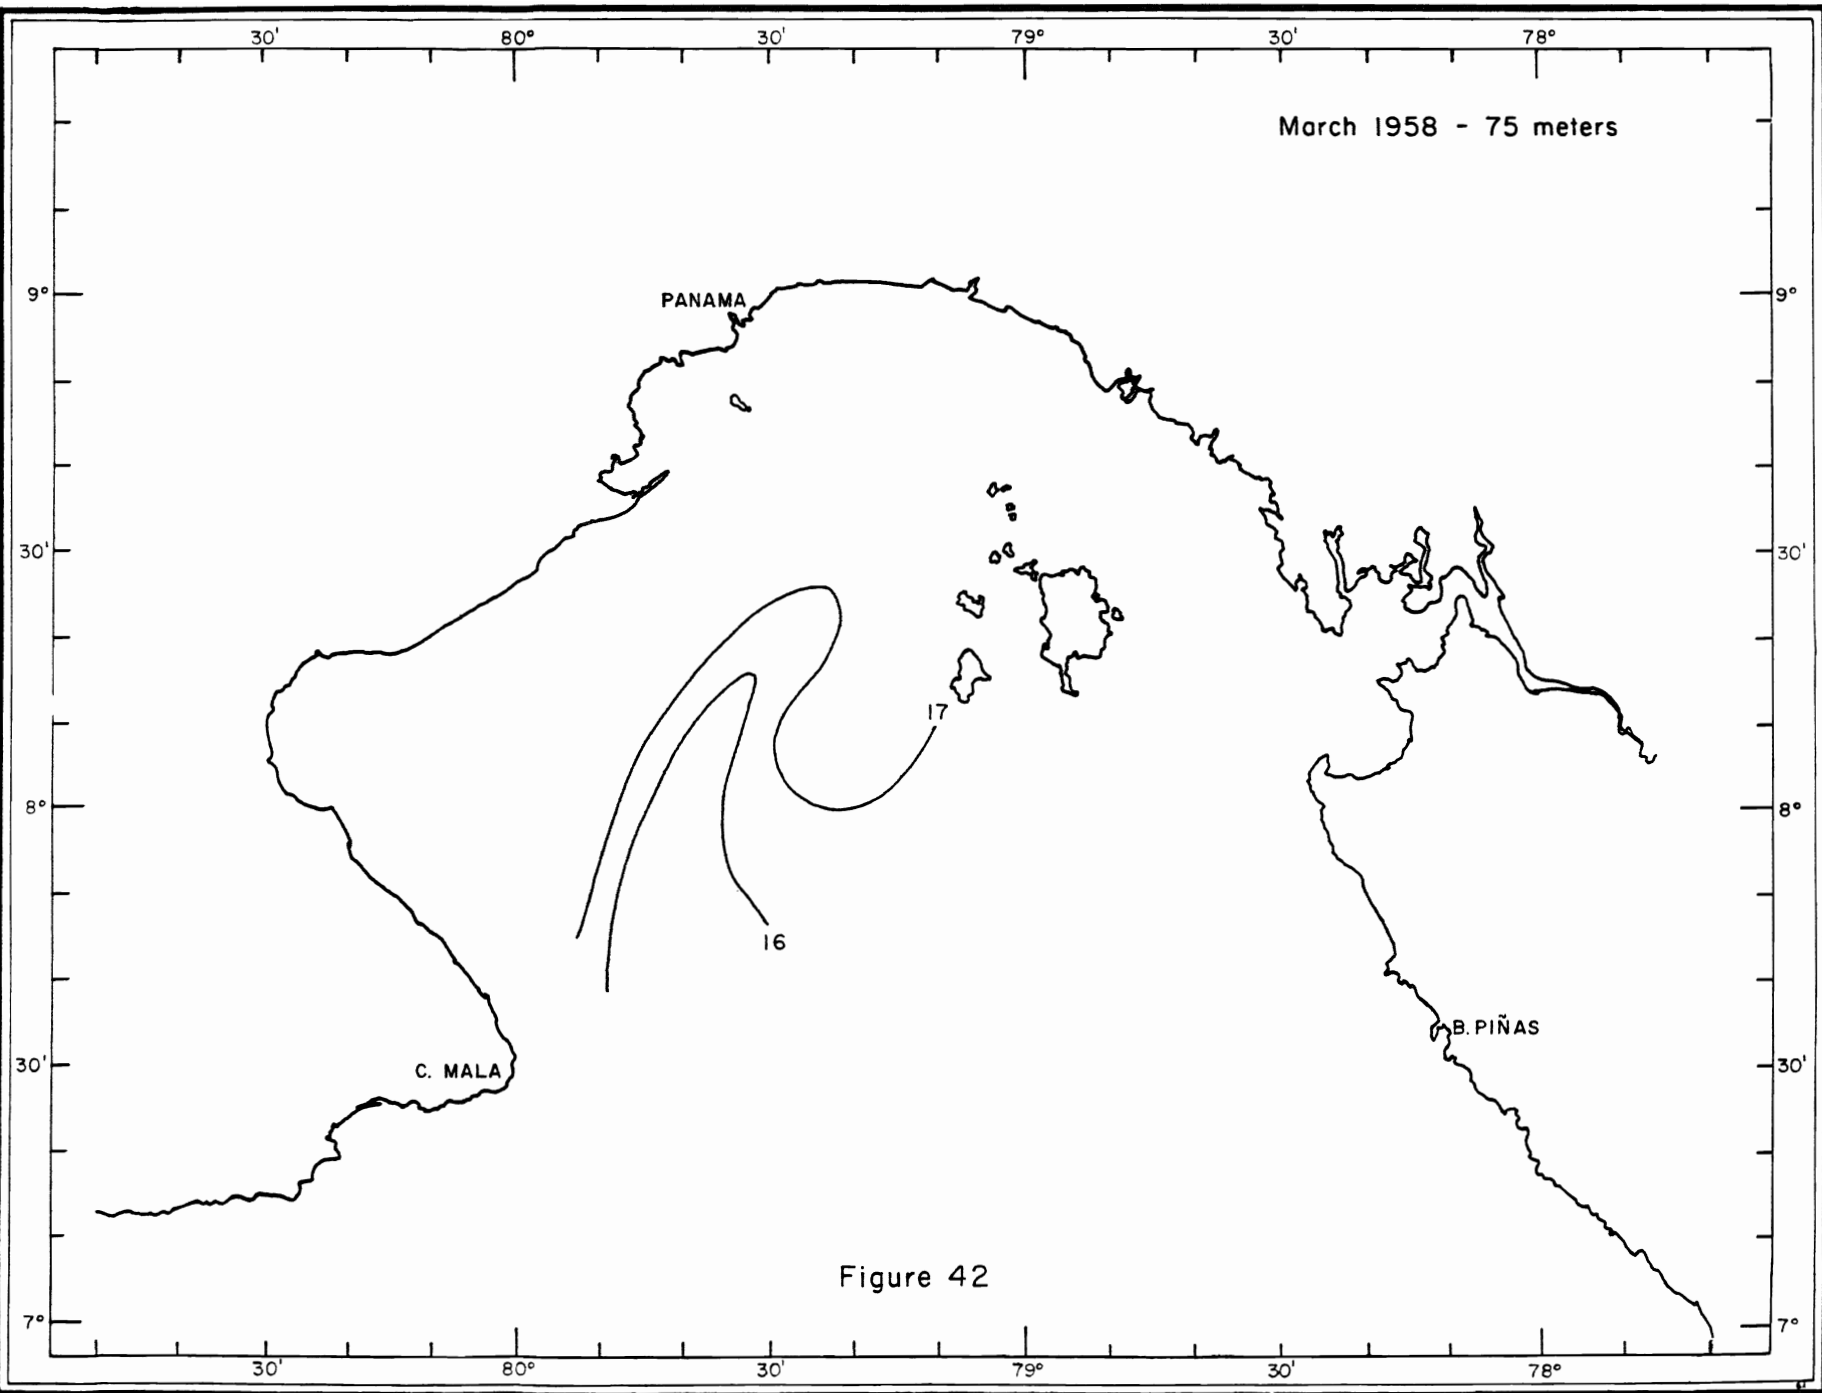 30' 80° 30' 79° 30' 78°
March 1958 - 75 meters
9° PANAMA 9°
30' 30'
17
8° 8°
16
B. PIÑAS
30' C. MALA 30'
Figure 42
7° 7°
30' 80° 30' 79° 30' 78°